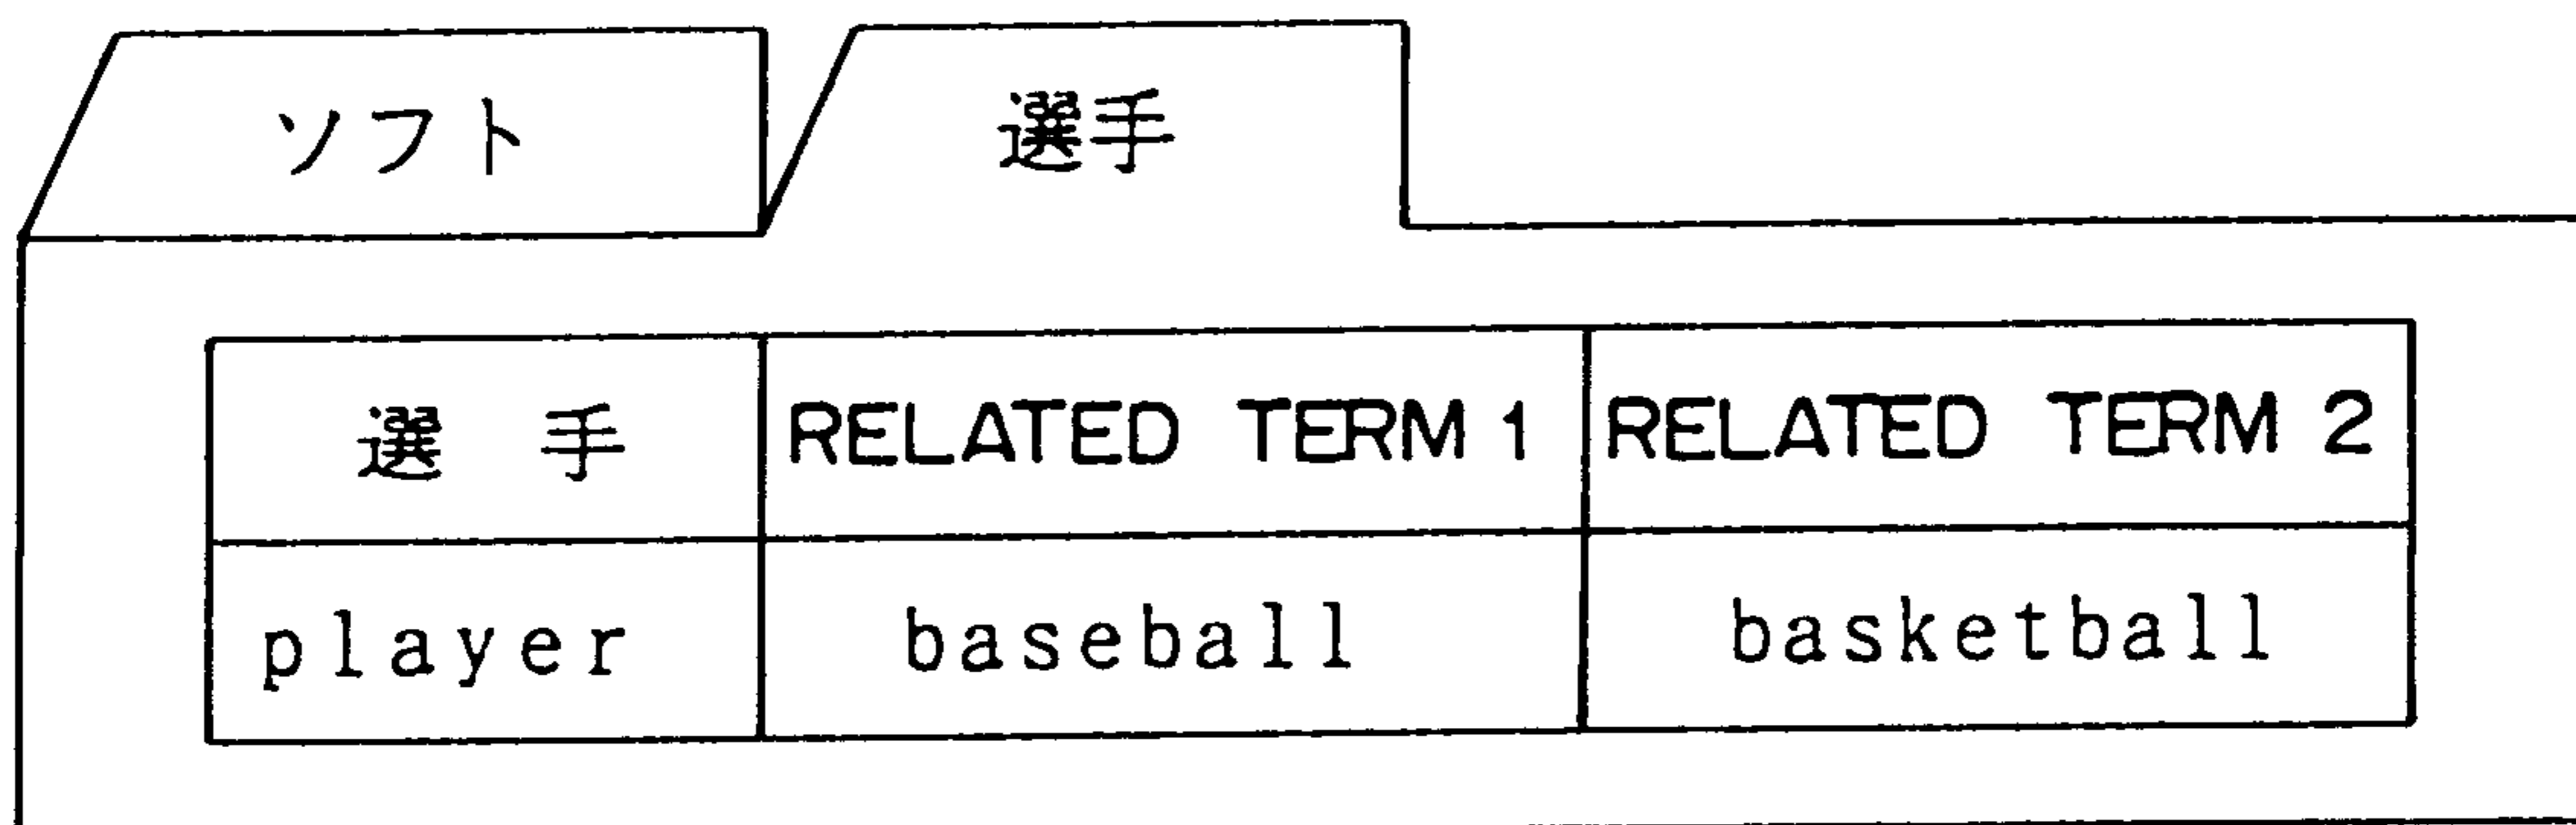 ソフト 選手
選手 RELATED TERM 1 RELATED TERM 2
player baseball basketball